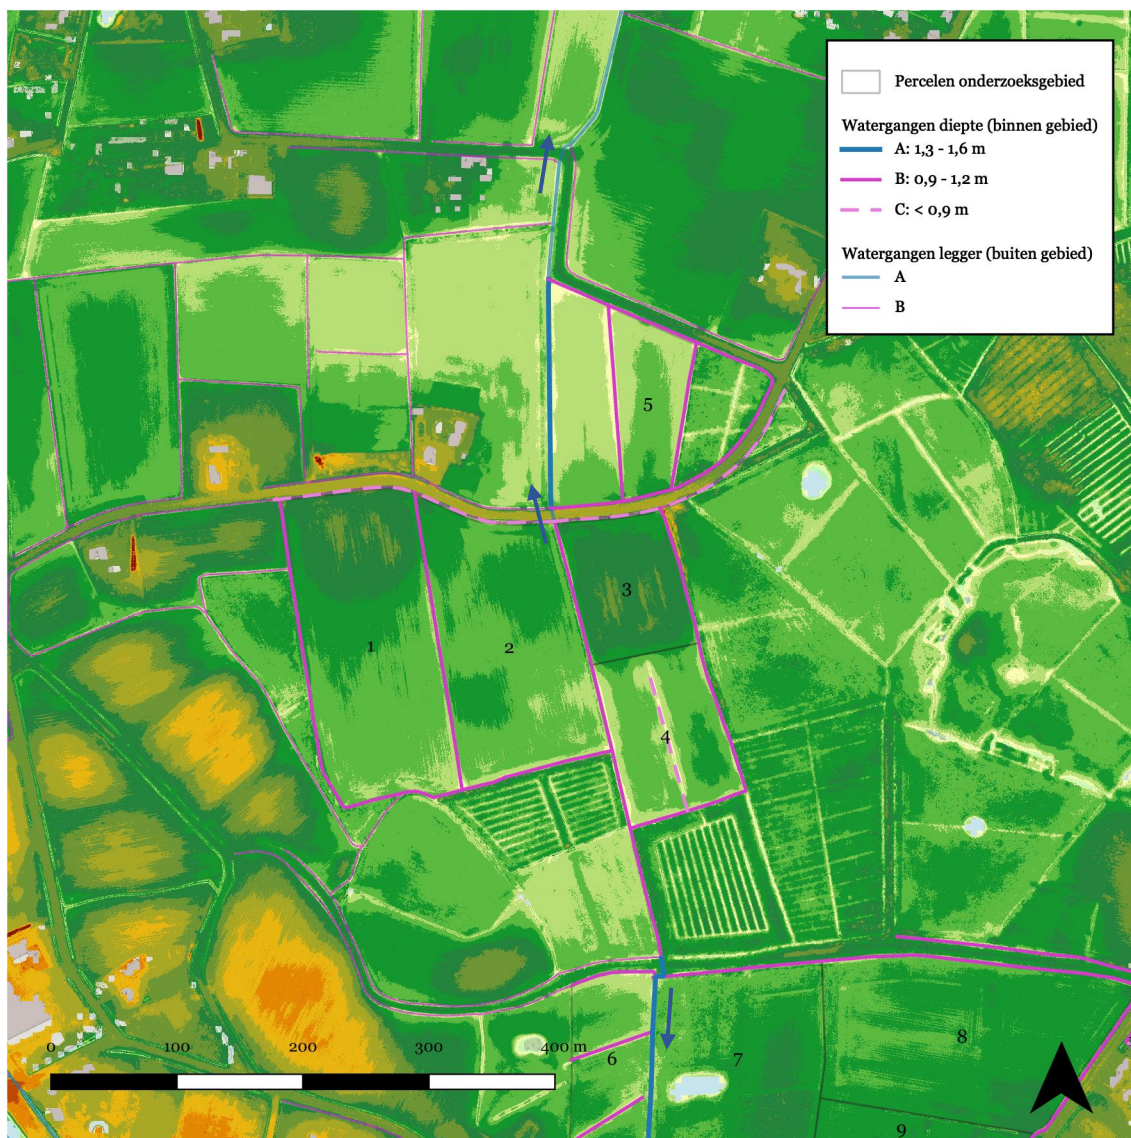 Percelen onderzoeksgebied
Watergangen diepte (binnen gebied)
A: 1,3 - 1,6 m
B: 0,9 - 1,2 m
C: < 0,9 m
Watergangen legger (buiten gebied)
A
B
5
3
1
2
4
8
6
7
9
0
100
200
300
400 m